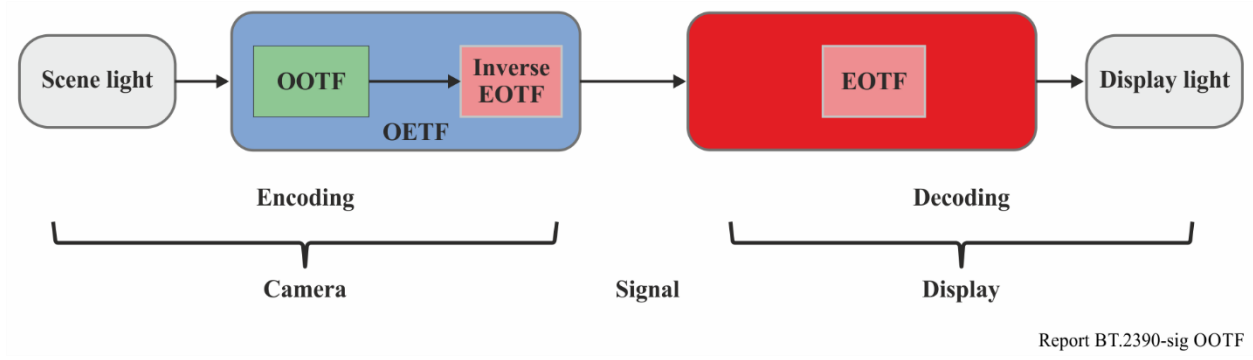 Scene light
OOTF
Inverse
EOTF
OETF
EOTF
Display light
Encoding
Decoding
Camera
Signal
Display
Report BT.2390-sig OOTF